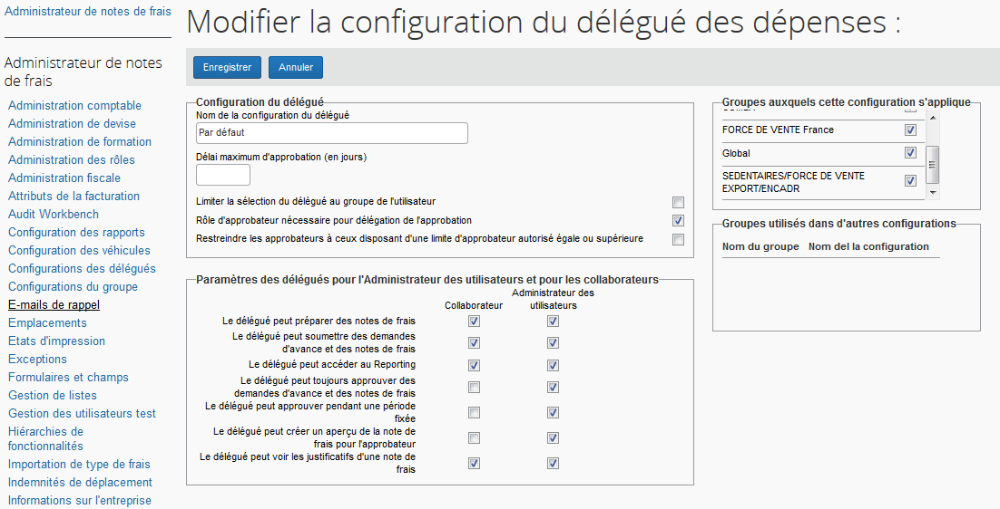 Administrateur de notes de frais
Administrateur de notes
de frais
Administration comptable
Administration de devise
Administration de formation
Administration des rôles
Administration fiscale
Attributs de la facturation
Audit Workbench
Configuration des rapports
Configuration des véhicules
Configurations des délégués
Configurations du groupe
E-mails de rappel
Emplacements
Etats d'impression
Exceptions
Formulaires et champs
Gestion de listes
Gestion des utilisateurs test
Hiérarchies de
fonctionnalités
Importation de type de frais
Indemnités de déplacement
Informations sur l'entreprise
Modifier la configuration du délégué des dépenses :
Enregistrer
Annuler
Configuration du délégué
Nom de la configuration du délégué
Par défaut
Délai maximum d'approbation (en jours)
Limiter la sélection du délégué au groupe de l'utilisateur
Rôle d'approbateur nécessaire pour délégation de l'approbation
Restreindre les approbateurs à ceux disposant d'une limite d'approbateur autorisé égale ou supérieure
Paramètres des délégués pour l'Administrateur des utilisateurs et pour les collaborateurs
Collaborateur
Administrateur des
utilisateurs
Le délégué peut préparer des notes de frais
Le délégué peut soumettre des demandes
d'avance et des notes de frais
Le délégué peut accéder au Reporting
Le délégué peut toujours approuver des
demandes d'avance et des notes de frais
Le délégué peut approuver pendant une période
fixée
Le délégué peut créer un aperçu de la note de
frais pour l'approbateur
Le délégué peut voir les justificatifs d'une note de
frais
Groupes auxquels cette configuration s'applique
FORCE DE VENTE France
Global
SEDENTAIRES/FORCE DE VENTE
EXPORT/ENCADR
Groupes utilisés dans d'autres configurations
Nom du groupe Nom del la configuration